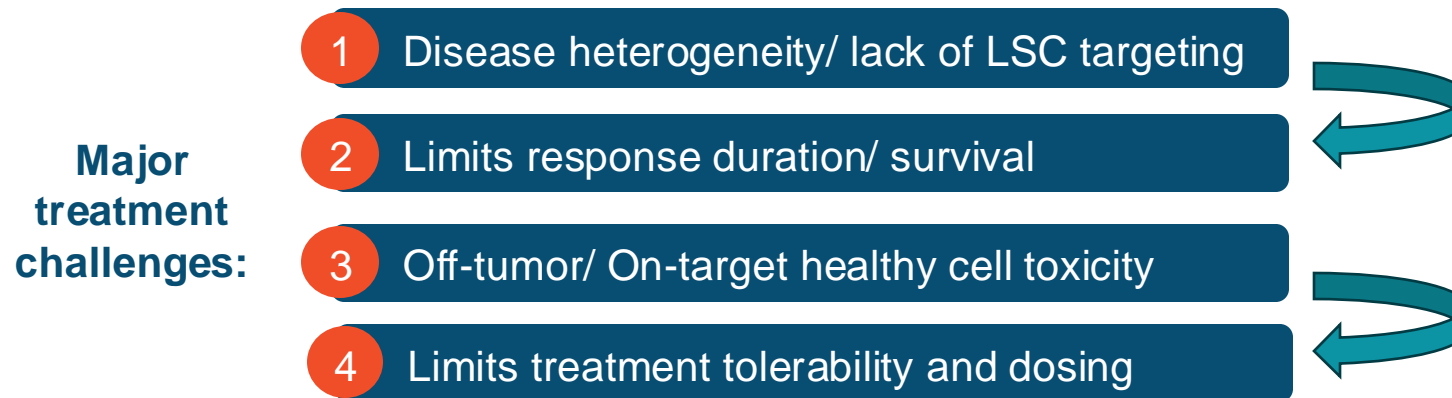 Major
treatment
challenges:
1 Disease heterogeneity/ lack of LSC targeting
2 Limits response duration/ survival
3 Off-tumor/ On-target healthy cell toxicity
4 Limits treatment tolerability and dosing